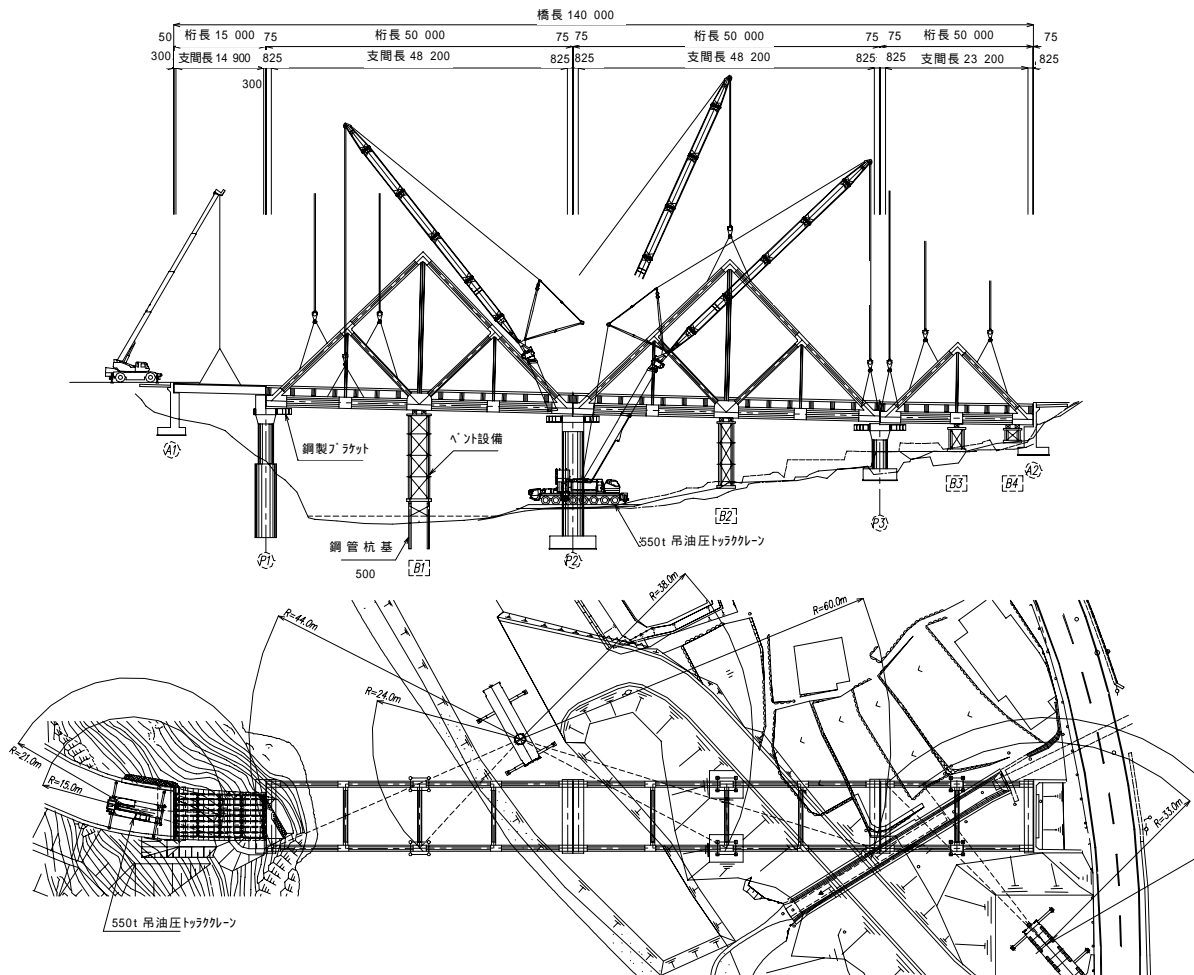 橋長 140 000
50 桁長 15 000 75 桁長 50 000 75 75 桁長 50 000 75 75 桁長 50 000 75
300 支間長 14 900 825 支間長 48 200 825 825 支間長 48 200 825 825 支間長 23 200 825
300
鋼製ブラケット
ベント設備
A1
A2
B3
B4
B2
P3
鋼管杭基
500
P1
B1
P2
550t 吊油圧トラッククレーン
R=38.0m
R=60.0m
R=44.0m
R=24.0m
R=21.0m
R=15.0m
R=33.0m
550t 吊油圧トラッククレーン